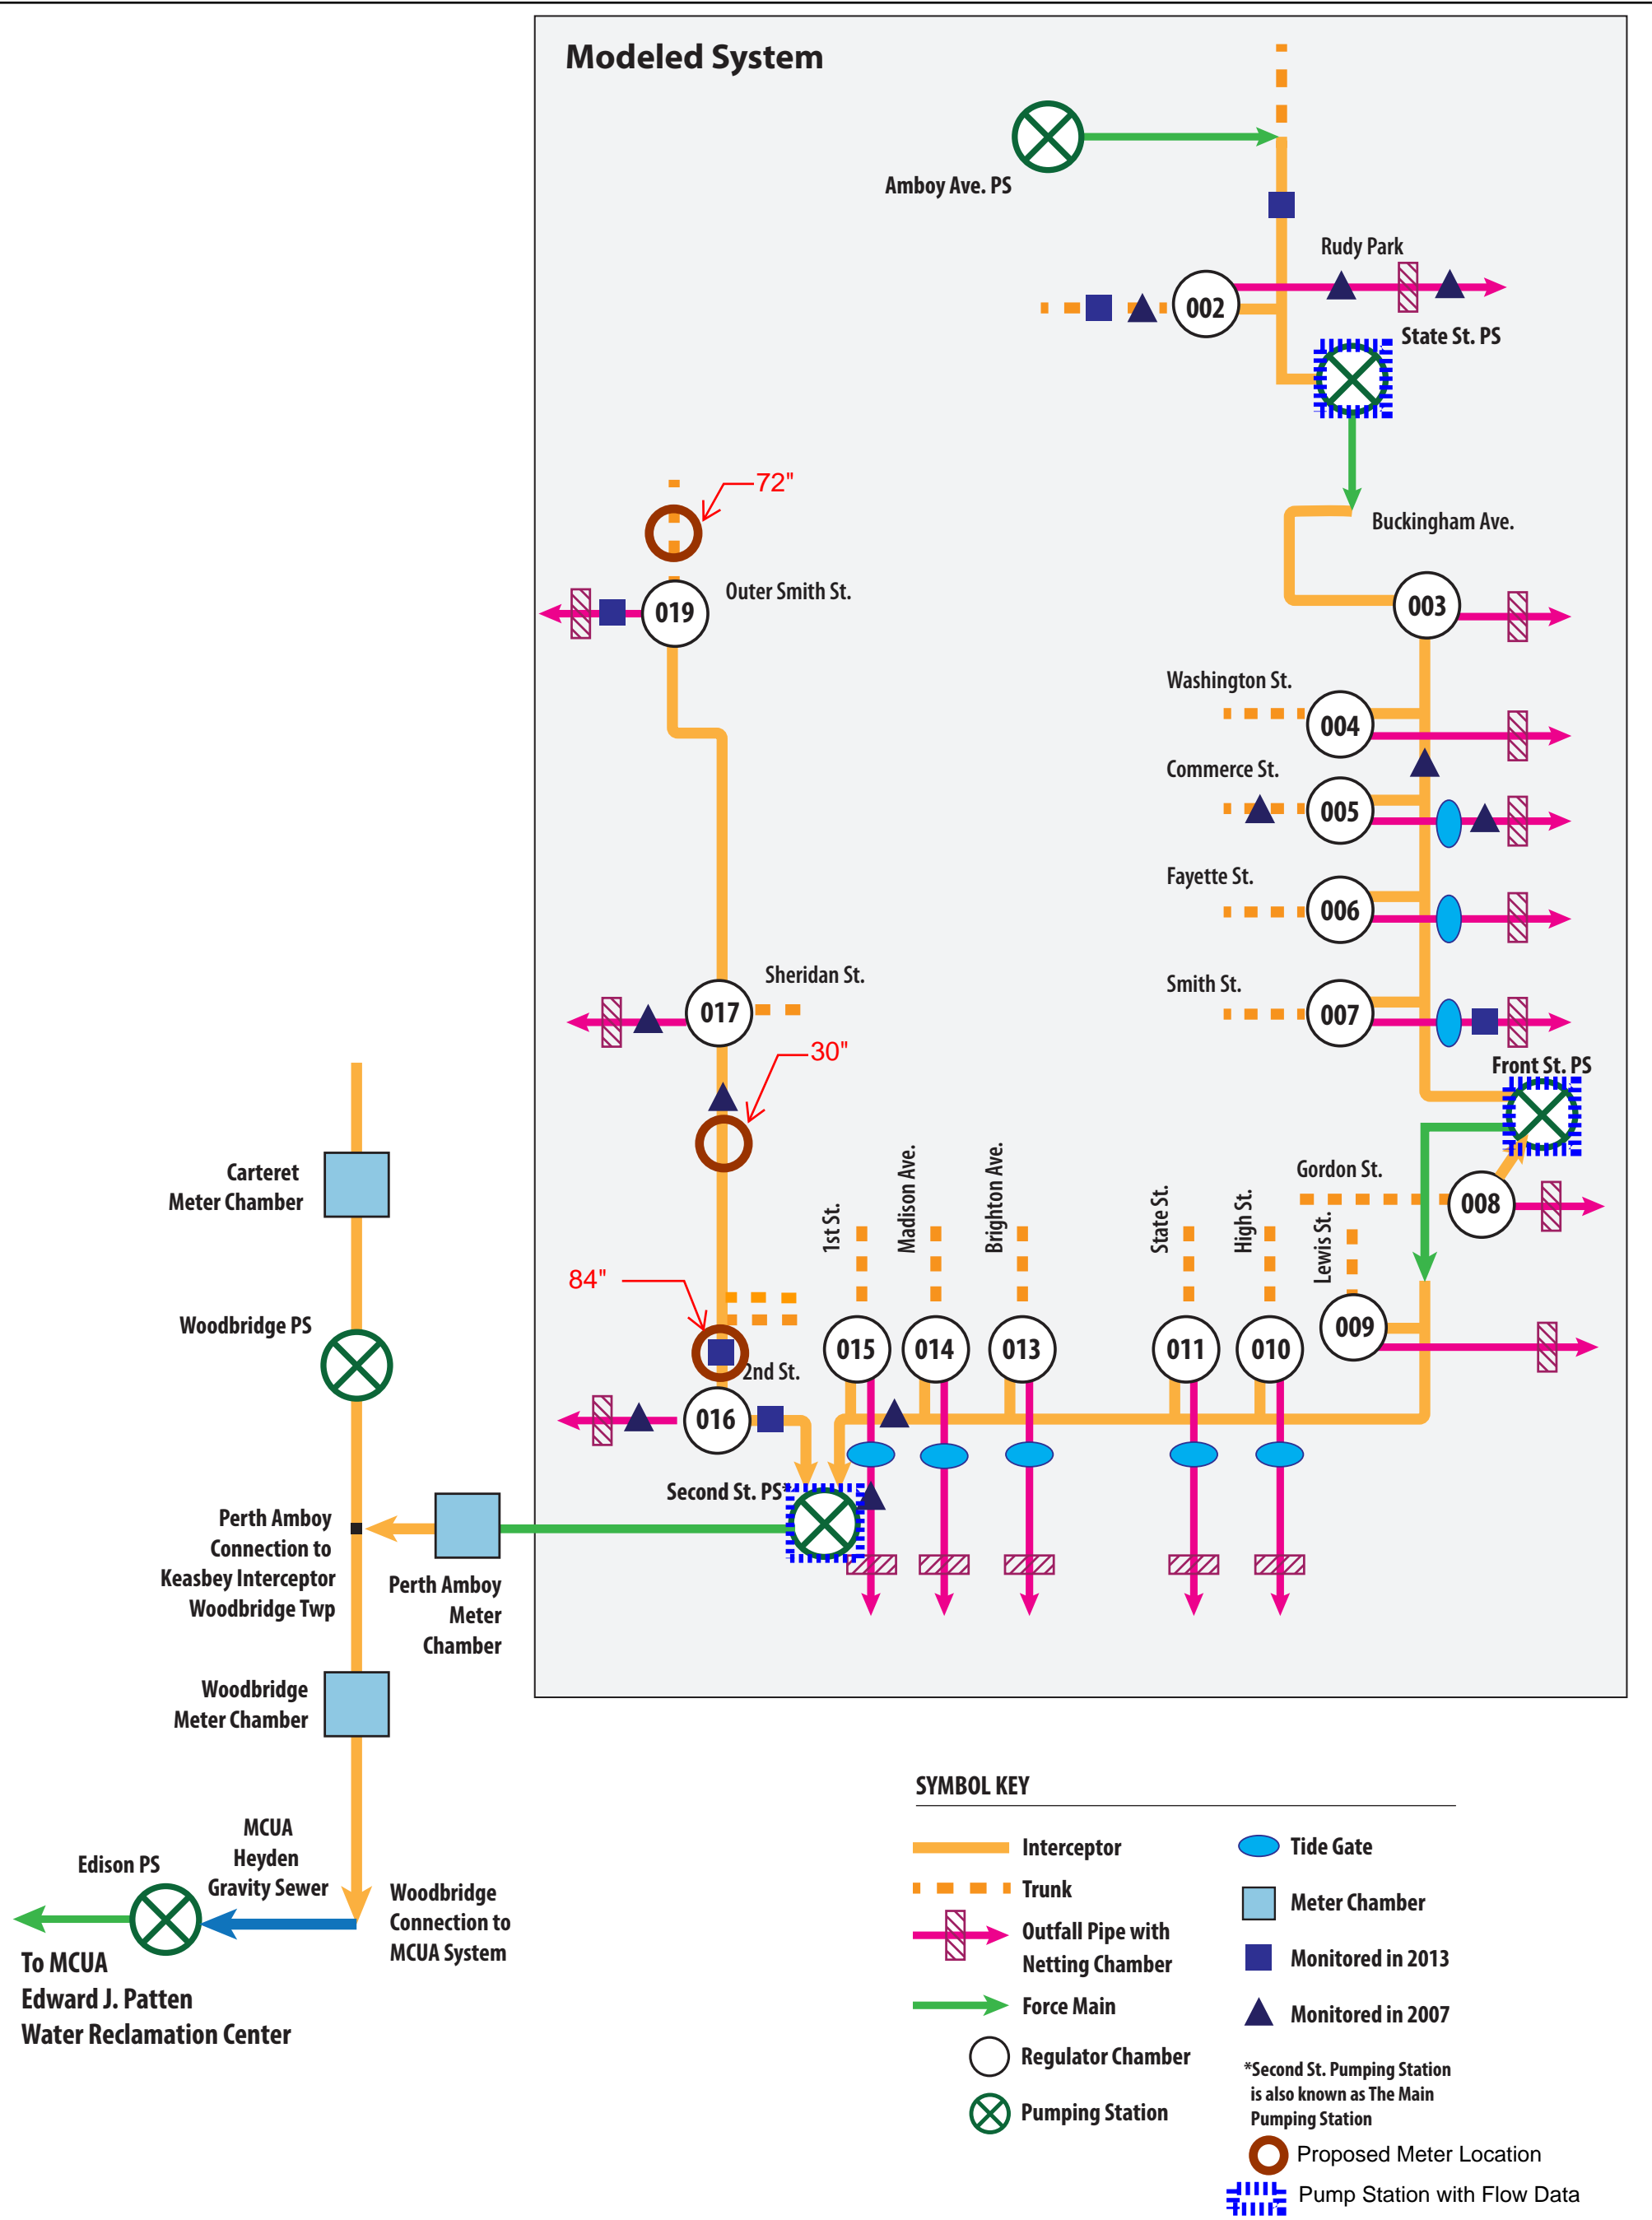 Modeled System
Amboy Ave. PS
Rudy Park
002
State St. PS
72"
Buckingham Ave.
Outer Smith St.
019
003
Washington St.
004
Commerce St.
005
Fayette St.
006
Sheridan St.
017
Smith St.
007
30"
Front St. PS
Carteret
Meter Chamber
Gordon St.
008
1st St.
Madison Ave.
Brighton Ave.
State St.
High St.
Lewis St.
84"
Woodbridge PS
009
015
014
013
011
010
2nd St.
016
Second St. PS*
Perth Amboy
Connection to
Keasbey Interceptor
Woodbridge Twp
Perth Amboy
Meter
Chamber
Woodbridge
Meter Chamber
MCUA
Heyden
Gravity Sewer
Edison PS
Woodbridge
Connection to
MCUA System
To MCUA
Edward J. Patten
Water Reclamation Center
SYMBOL KEY
Interceptor
Trunk
Outfall Pipe with
Netting Chamber
Force Main
Regulator Chamber
Pumping Station
Tide Gate
Meter Chamber
Monitored in 2013
Monitored in 2007
*Second St. Pumping Station
is also known as The Main
Pumping Station
Proposed Meter Location
Pump Station with Flow Data